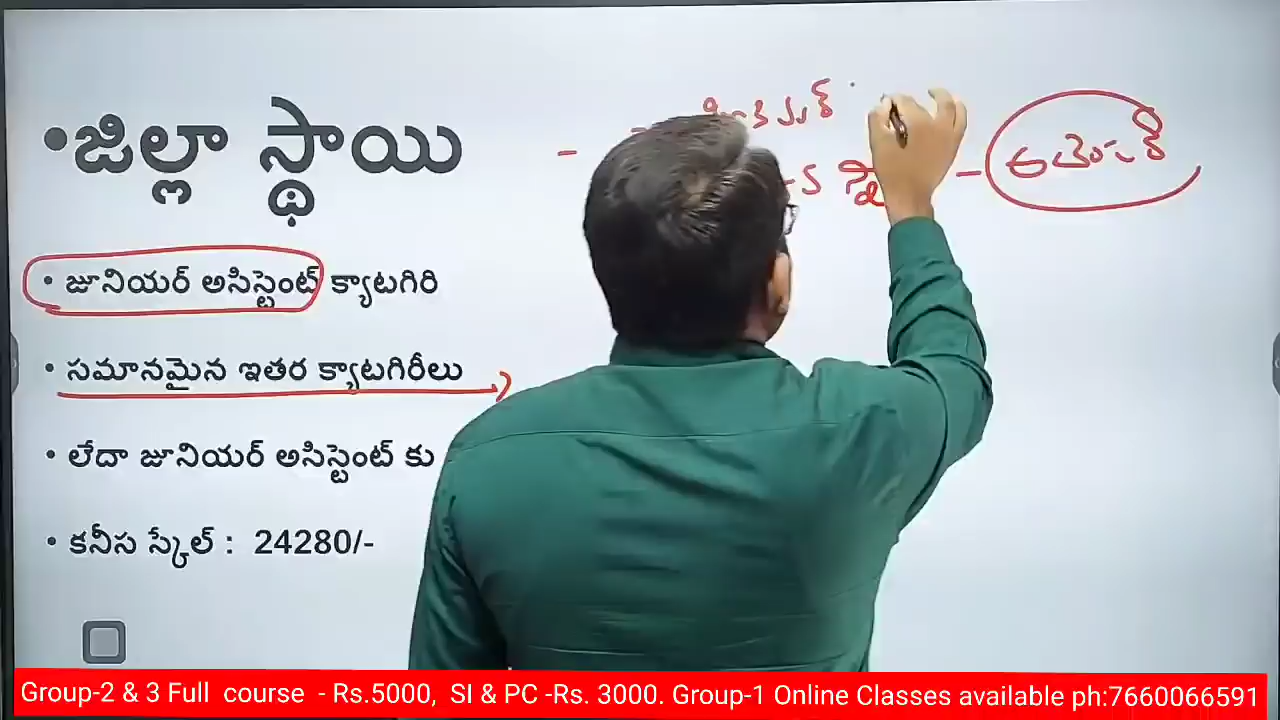 •జిల్లా స్థాయి
• జూనియర్ అసిస్టెంట్ క్యాటగిరి
• సమానమైన ఇతర క్యాటగిరీలు
• లేదా జూనియర్ అసిస్టెంట్ కు
• కనీస స్కేల్ : 24280/-
Group-2 & 3 Full course - Rs.5000, SI & PC -Rs. 3000. Group-1 Online Classes available ph:7660066591